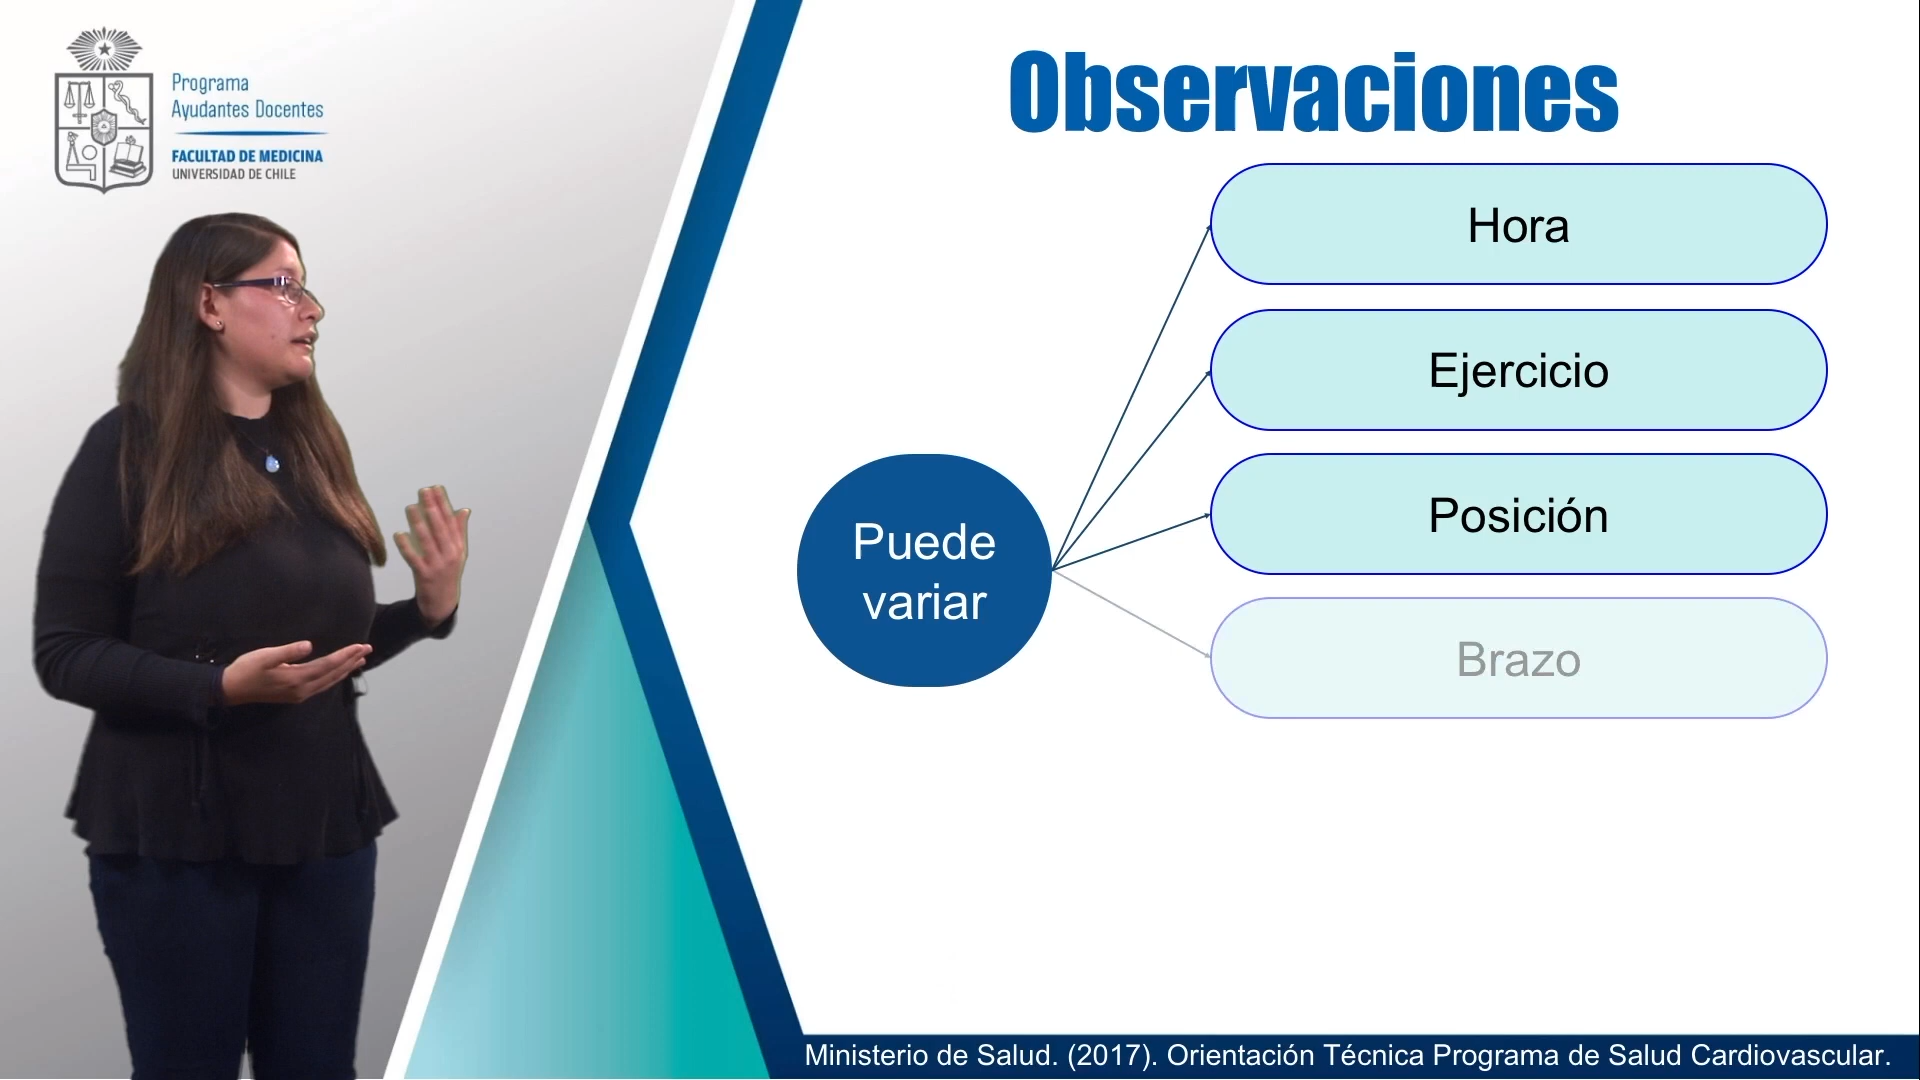 Programa
Ayudantes Docentes
FACULTAD DE MEDICINA
UNIVERSIDAD DE CHILE
Observaciones
Hora
Ejercicio
Posición
Brazo
Puede
variar
Ministerio de Salud. (2017). Orientación Técnica Programa de Salud Cardiovascular.